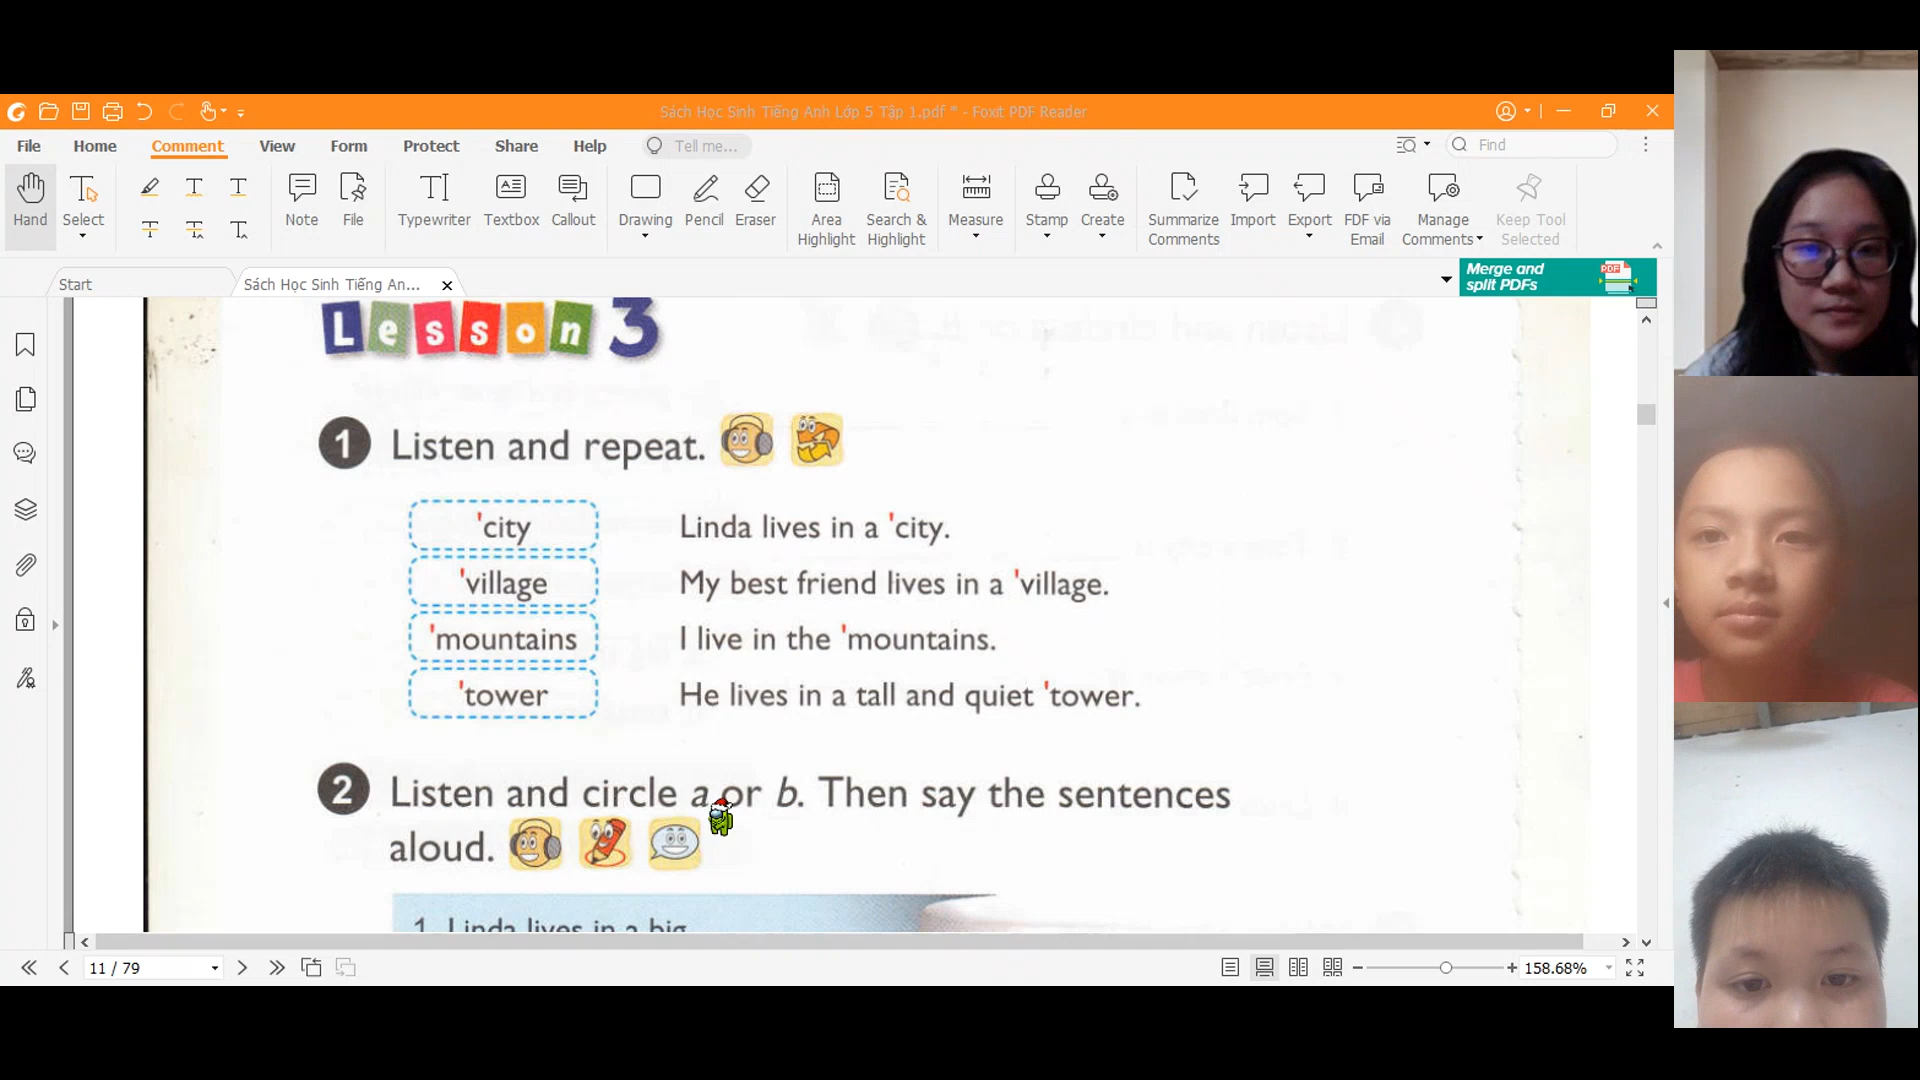 Sách Học Sinh Tiếng Anh Lớp 5 Tập 1.pdf * - Foxit PDF Reader
File Home Comment View Form Protect Share Help Tell me... Find
Hand Select Note File Typewriter Textbox Callout Drawing Pencil Eraser Area Highlight Search & Highlight Measure Stamp Create Summarize Comments Import Export FDF via Email Manage Comments Keep Tool Selected
Start Sách Học Sinh Tiếng An... Merge and split PDFs
Lesson 3
1 Listen and repeat.
'city Linda lives in a 'city.
'village My best friend lives in a 'village.
'mountains I live in the 'mountains.
'tower He lives in a tall and quiet 'tower.
2 Listen and circle a or b. Then say the sentences
aloud.
1. Linda lives in a big
11 / 79 158.68%